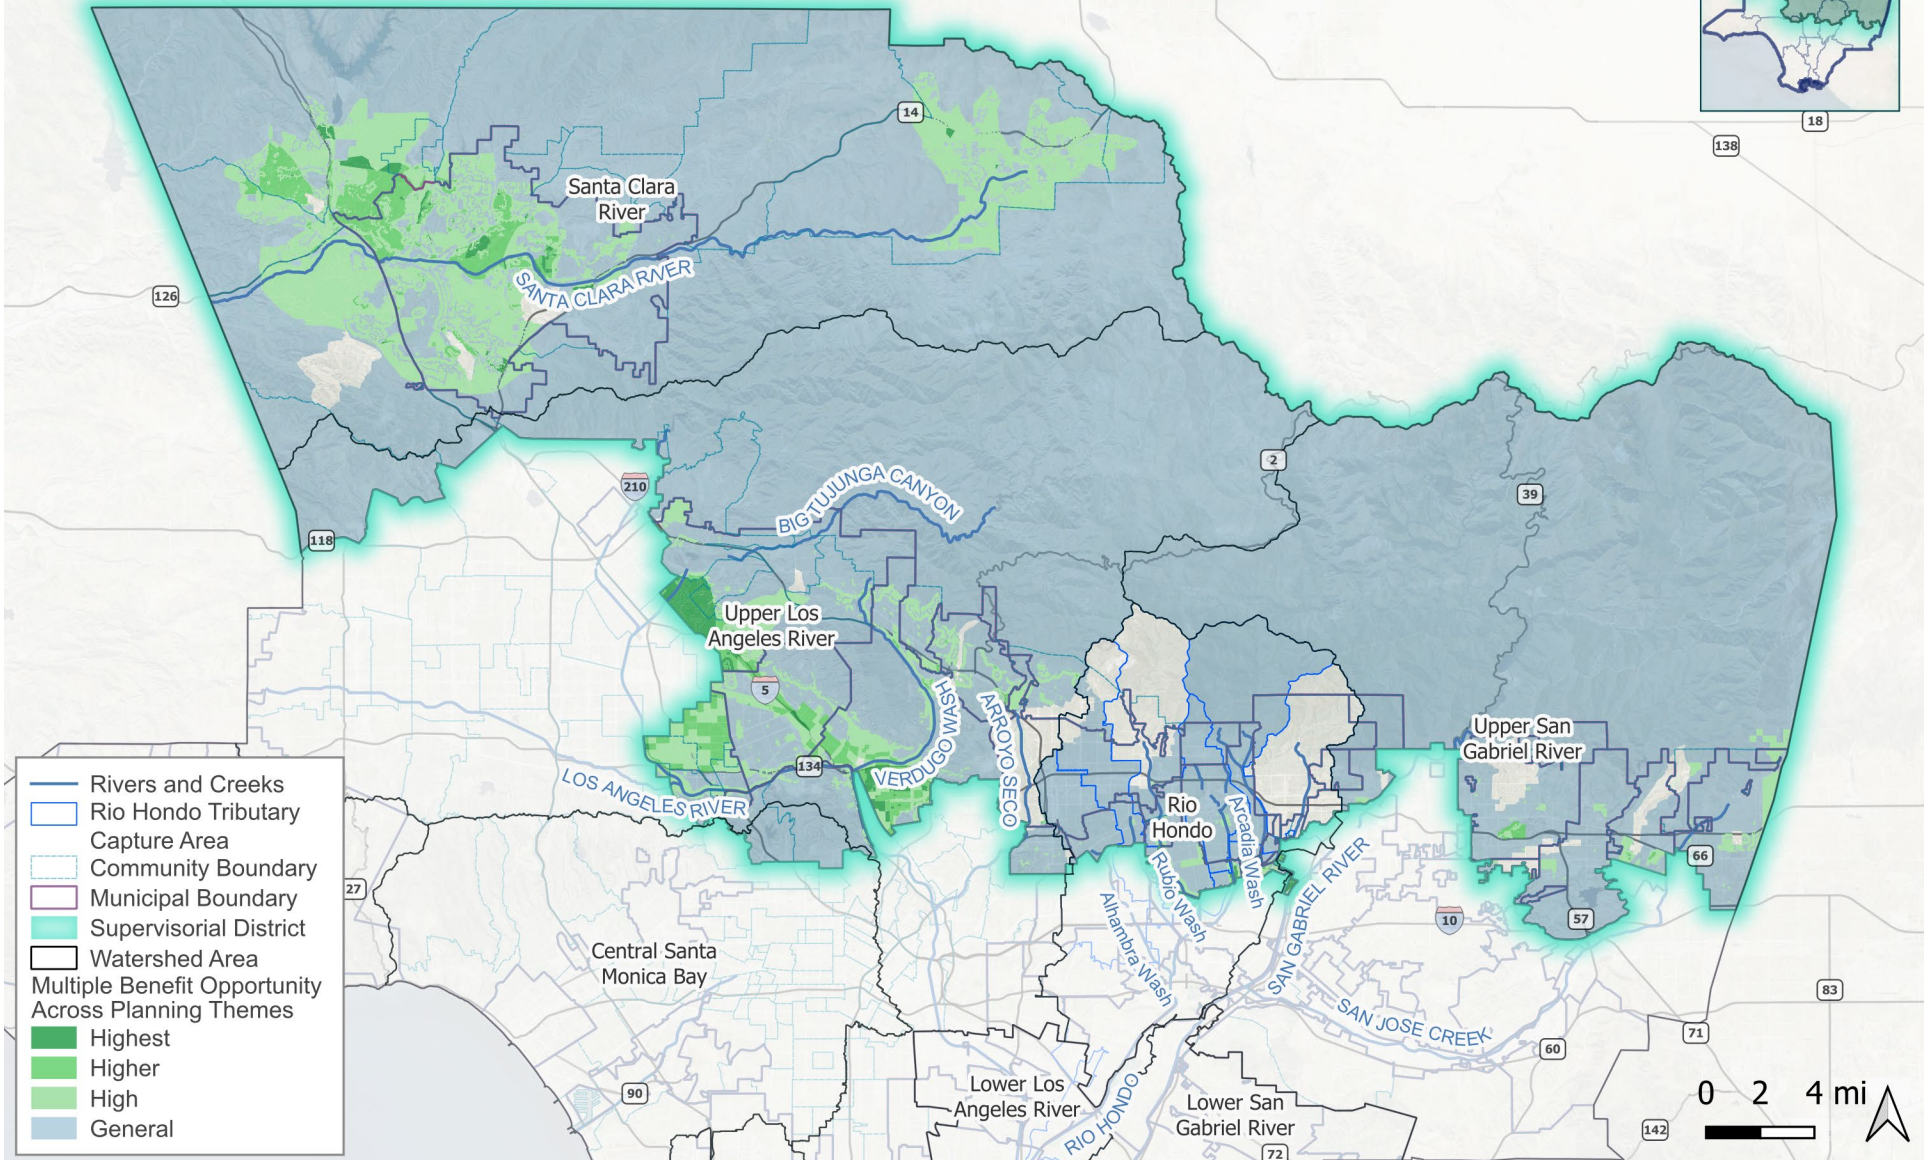 14
18
138
Santa Clara
River
SANTA CLARA RIVER
126
2
39
210
118
BIG TUJUNGA CANYON
Upper Los
Angeles River
5
134
VERDUGO WASH
ARROYO SECO
LOS ANGELES RIVER
Rio
Hondo
Arcadia Wash
Rubio Wash
Alhambra Wash
Upper San
Gabriel River
66
57
10
SAN GABRIEL RIVER
SAN JOSE CREEK
27
Central Santa
Monica Bay
90
Lower Los
Angeles River
RIO HONDO
Lower San
Gabriel River
72
60
71
83
142
Rivers and Creeks
Rio Hondo Tributary
Capture Area
Community Boundary
Municipal Boundary
Supervisorial District
Watershed Area
Multiple Benefit Opportunity
Across Planning Themes
Highest
Higher
High
General
0 2 4 mi